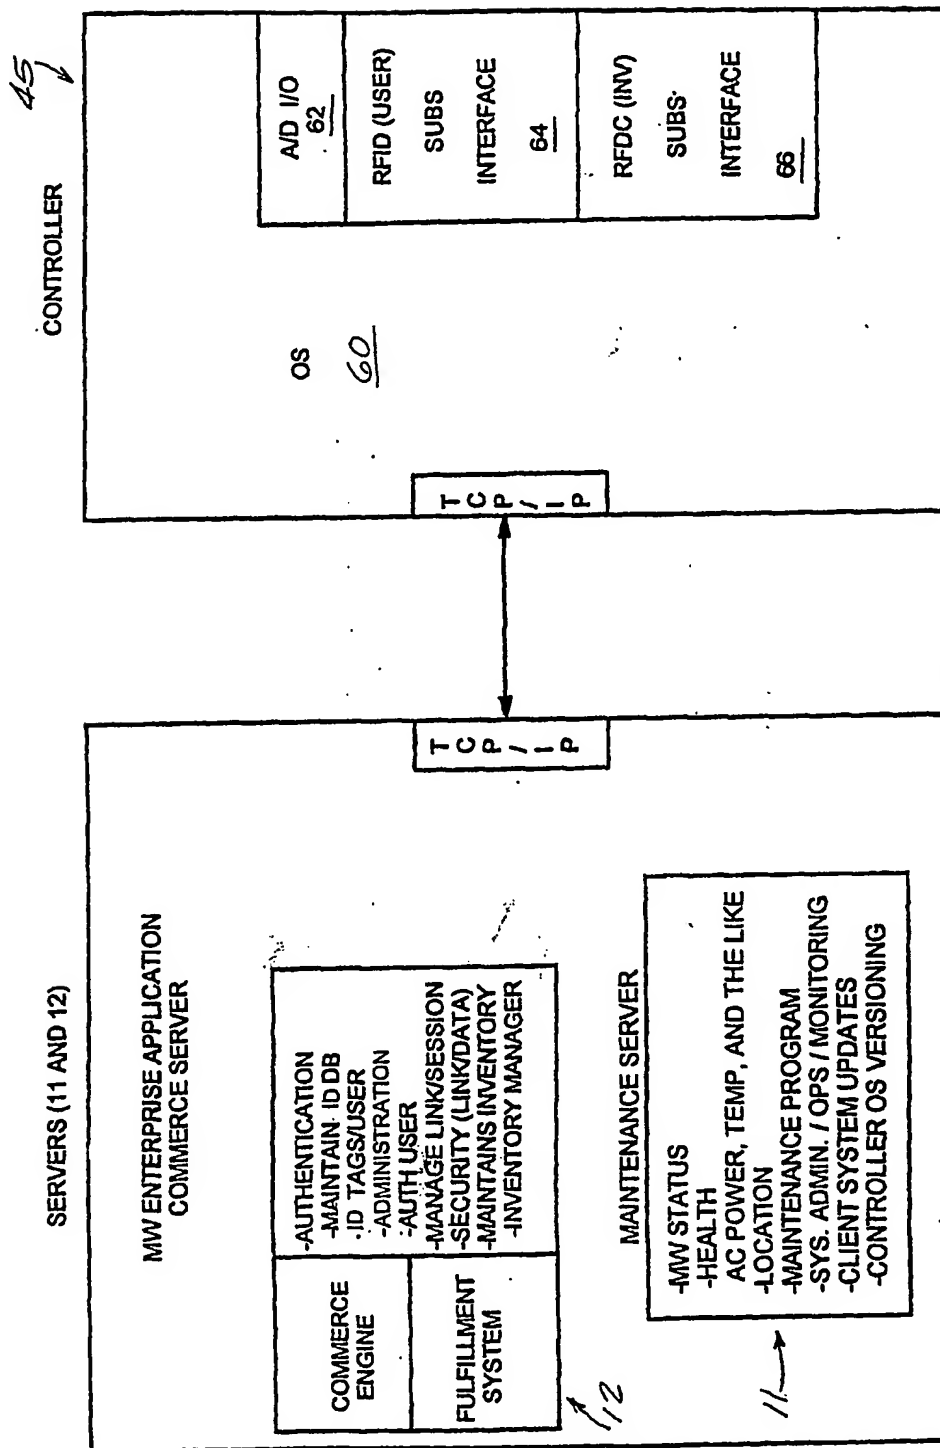 SERVERS (11 AND 12)
MW ENTERPRISE APPLICATION
COMMERCE SERVER
COMMERCE
ENGINE
FULFILLMENT
SYSTEM
-AUTHENTICATION
-MAINTAIN ID DB
-ID TAGS/USER
-ADMINISTRATION
-AUTH USER
-MANAGE LINK/SESSION
-SECURITY (LINK/DATA)
-MAINTAINS INVENTORY
-INVENTORY MANAGER
12
MAINTENANCE SERVER
-MW STATUS
-HEALTH
AC POWER, TEMP, AND THE LIKE
-LOCATION
-MAINTENANCE PROGRAM
-SYS. ADMIN. / OPS / MONITORING
-CLIENT SYSTEM UPDATES
-CONTROLLER OS VERSIONING
11
TCP/IP
TCP/IP
CONTROLLER
45
OS
60
A/D I/O
62
RFID (USER)
SUBS
INTERFACE
64
RFDC (INV)
SUBS.
INTERFACE
66